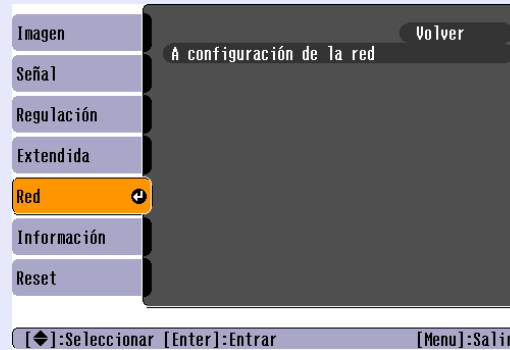 Imagen
Señal
Regulación
Extendida
Red
Información
Reset
Volver
A configuración de la red
[◆]:Seleccionar [Enter]:Entrar [Menu]:Salir